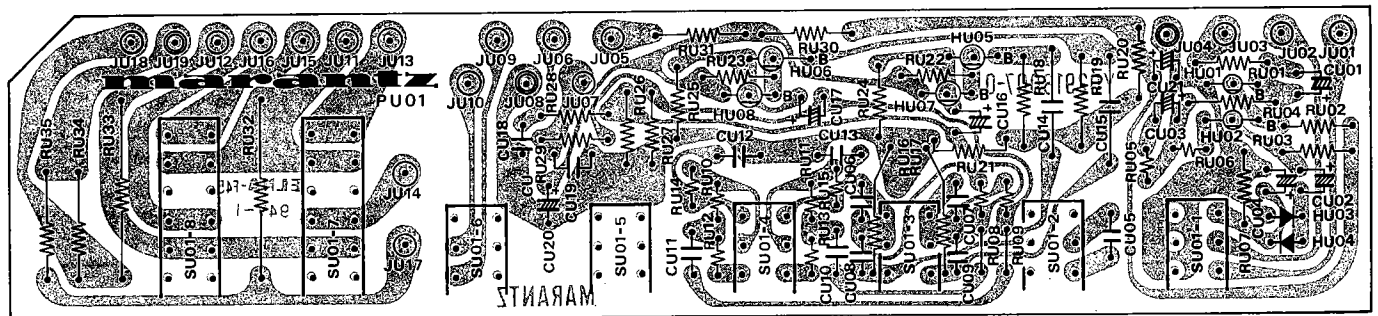 JU18 JU19 JU12 JU16 JU15 JU11 JU13
marantz
PU01
JU09 JU06 JU05
JU10 JU08 JU07
RU31 RU30
RU23 HU06
RU22 HU05
RU18 RU19 RU20
JU04 JU03 JU02 JU01
HU01 RU01 CU01
CU21
RU28 RU26 RU25
HU08 CU17 RU24 HU07 CU16
RU04 RU02
B B B B B B
RU35 RU34 RU33 RU32
CU18 RU29 CU19 RU27
CU12 CU13
CU14 CU15 CU03 HU02
RU03
RU06
RU10 RU11 RU16 RU17 RU21 RU05
RU14 RU15 CU06
JU14
JU17
SU01-8 SU01-7
SU01-6 SU01-5 SU01-4 SU01-3 SU01-2 SU01-1
CU20
CU11 RU12 RU13 CU10 CU08 CU07 CU09 RU08 RU09 CU05
RU07 CU04 CU02
HU03
HU04
MARANTZ